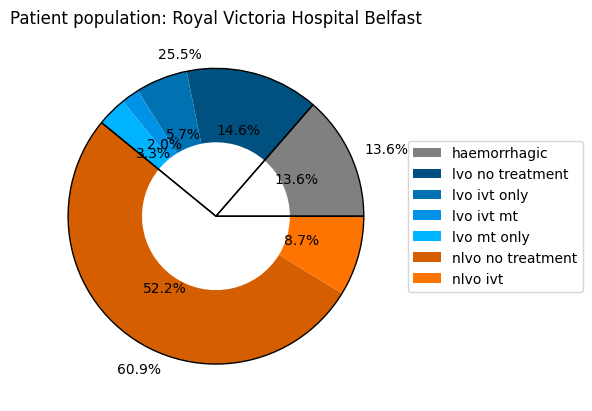 Patient population: Royal Victoria Hospital Belfast
25.5%
14.6%
5.7%
2.0%
3.3%
13.6%
13.6%
8.7%
52.2%
60.9%
haemorrhagic
lvo no treatment
lvo ivt only
lvo ivt mt
lvo mt only
nlvo no treatment
nlvo ivt